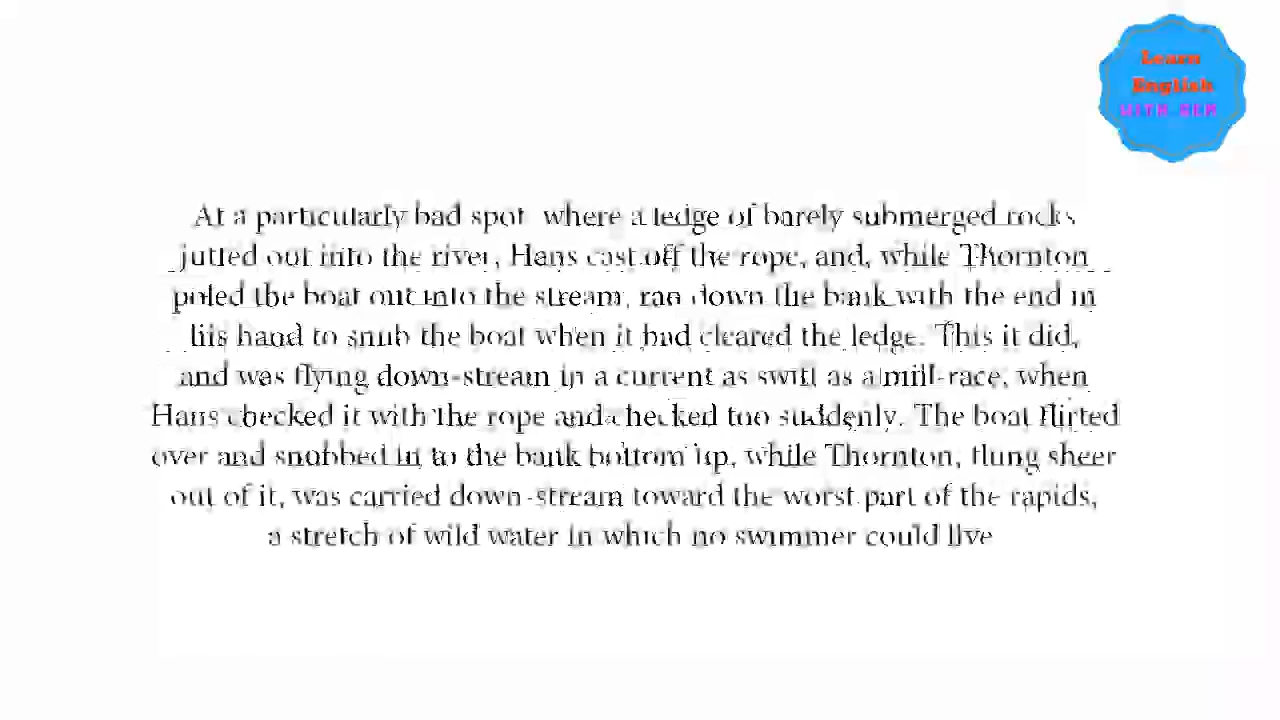 Learn
English
WITH GEM
At a particularly bad spot, where a ledge of barely submerged rocks
jutted out into the river, Hans cast off the rope, and, while Thornton
poled the boat out into the stream, ran down the bank with the end in
his hand to snub the boat when it had cleared the ledge. This it did,
and was flying down-stream in a current as swift as a mill-race, when
Hans checked it with the rope and checked too suddenly. The boat flirted
over and snubbed in to the bank bottom up, while Thornton, flung sheer
out of it, was carried down-stream toward the worst part of the rapids,
a stretch of wild water in which no swimmer could live